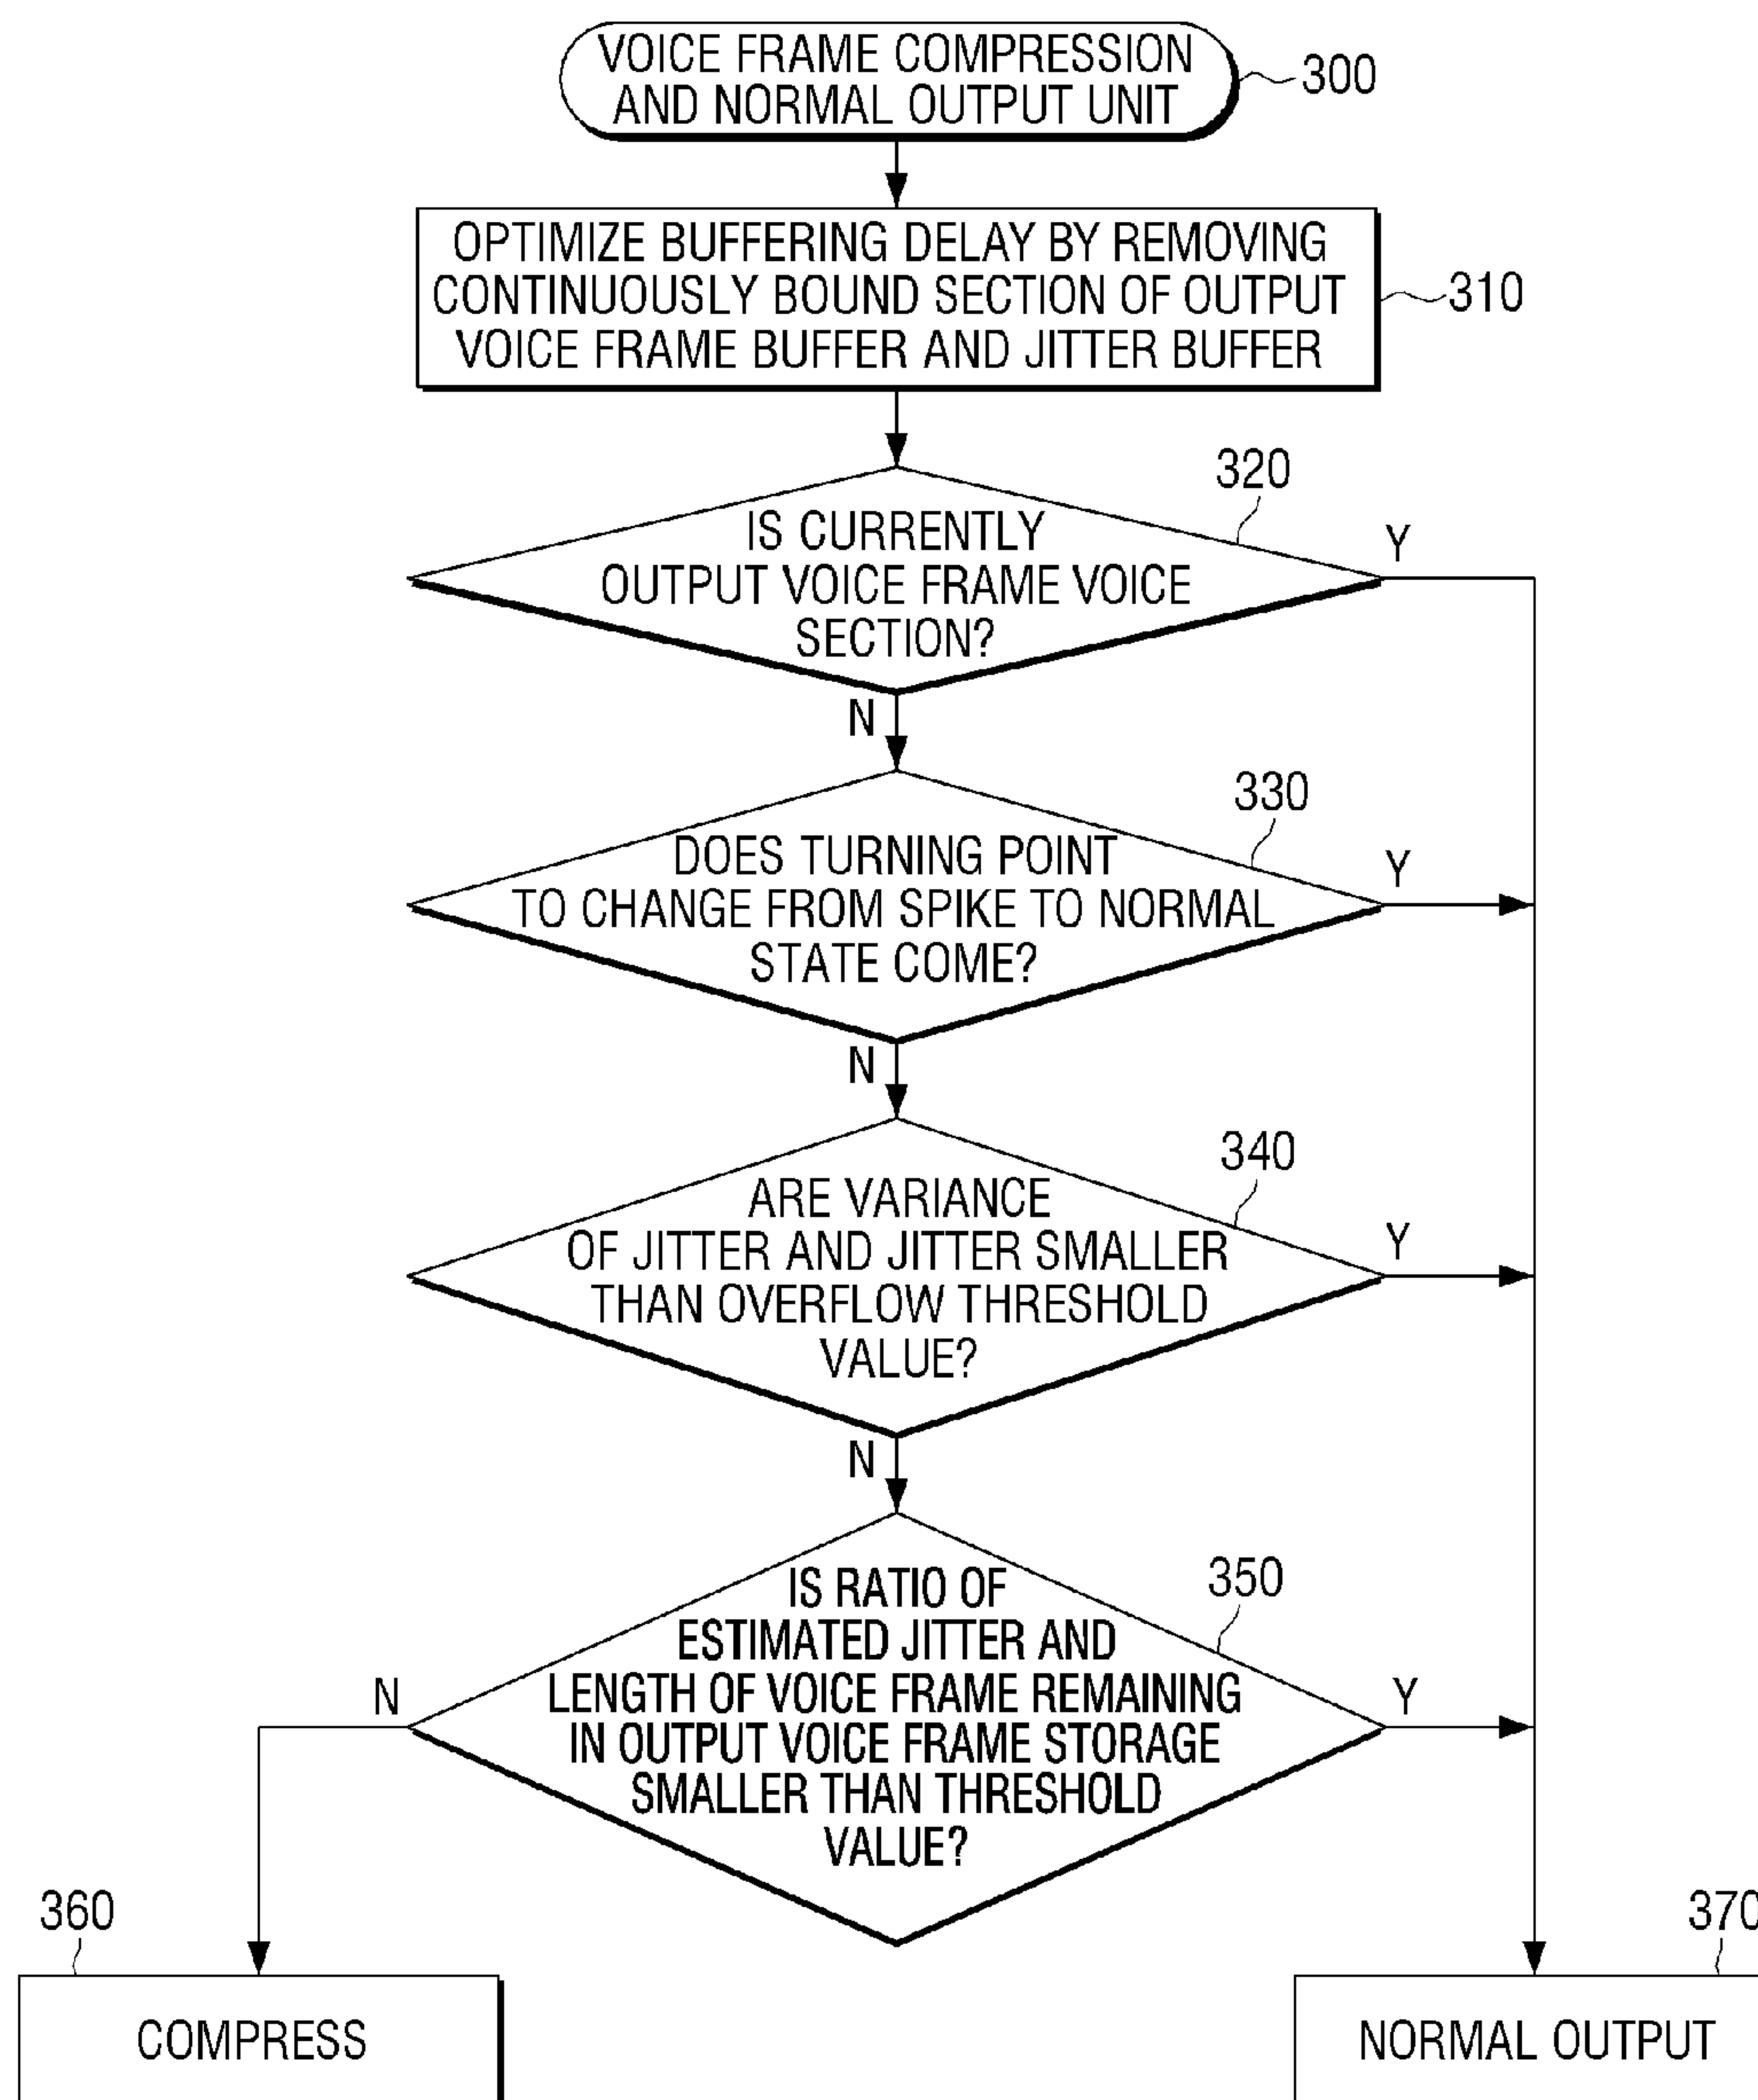 VOICE FRAME COMPRESSION
AND NORMAL OUTPUT UNIT
300
OPTIMIZE BUFFERING DELAY BY REMOVING
CONTINUOUSLY BOUND SECTION OF OUTPUT
VOICE FRAME BUFFER AND JITTER BUFFER
310
320
IS CURRENTLY
OUTPUT VOICE FRAME VOICE
SECTION?
Y
N
330
DOES TURNING POINT
TO CHANGE FROM SPIKE TO NORMAL
STATE COME?
Y
N
340
ARE VARIANCE
OF JITTER AND JITTER SMALLER
THAN OVERFLOW THRESHOLD
VALUE?
Y
N
350
IS RATIO OF
ESTIMATED JITTER AND
LENGTH OF VOICE FRAME REMAINING
IN OUTPUT VOICE FRAME STORAGE
SMALLER THAN THRESHOLD
VALUE?
N
Y
360
370
COMPRESS
NORMAL OUTPUT